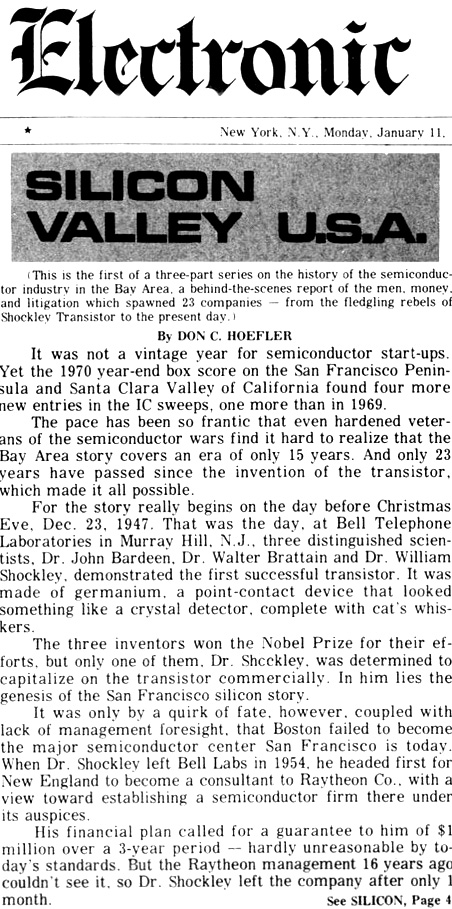 Electronic
★ New York, N.Y., Monday, January 11,
SILICON
VALLEY U.S.A.
(This is the first of a three-part series on the history of the semiconduc-
tor industry in the Bay Area, a behind-the-scenes report of the men, money,
and litigation which spawned 23 companies — from the fledgling rebels of
Shockley Transistor to the present day.)
By DON C. HOEFLER
It was not a vintage year for semiconductor start-ups.
Yet the 1970 year-end box score on the San Francisco Penin-
sula and Santa Clara Valley of California found four more
new entries in the IC sweeps, one more than in 1969.
The pace has been so frantic that even hardened veter-
ans of the semiconductor wars find it hard to realize that the
Bay Area story covers an era of only 15 years. And only 23
years have passed since the invention of the transistor,
which made it all possible.
For the story really begins on the day before Christmas
Eve, Dec. 23, 1947. That was the day, at Bell Telephone
Laboratories in Murray Hill, N.J., three distinguished scien-
tists, Dr. John Bardeen, Dr. Walter Brattain and Dr. William
Shockley, demonstrated the first successful transistor. It was
made of germanium, a point-contact device that looked
something like a crystal detector, complete with cat's whis-
kers.
The three inventors won the Nobel Prize for their ef-
forts, but only one of them, Dr. Shockley, was determined to
capitalize on the transistor commercially. In him lies the
genesis of the San Francisco silicon story.
It was only by a quirk of fate, however, coupled with
lack of management foresight, that Boston failed to become
the major semiconductor center San Francisco is today.
When Dr. Shockley left Bell Labs in 1954, he headed first for
New England to become a consultant to Raytheon Co., with a
view toward establishing a semiconductor firm there under
its auspices.
His financial plan called for a guarantee to him of $1
million over a 3-year period — hardly unreasonable by to-
day's standards. But the Raytheon management 16 years ago
couldn't see it, so Dr. Shockley left the company after only 1
month. See SILICON, Page 4